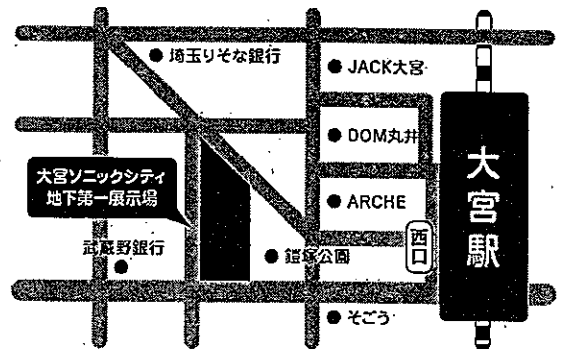 埼玉りそな銀行
JACK大宮
DOM丸井
大宮ソニックシティ
地下第一展示場
ARCHE
大宮駅
西口
武蔵野銀行
鐙塚公園
そごう